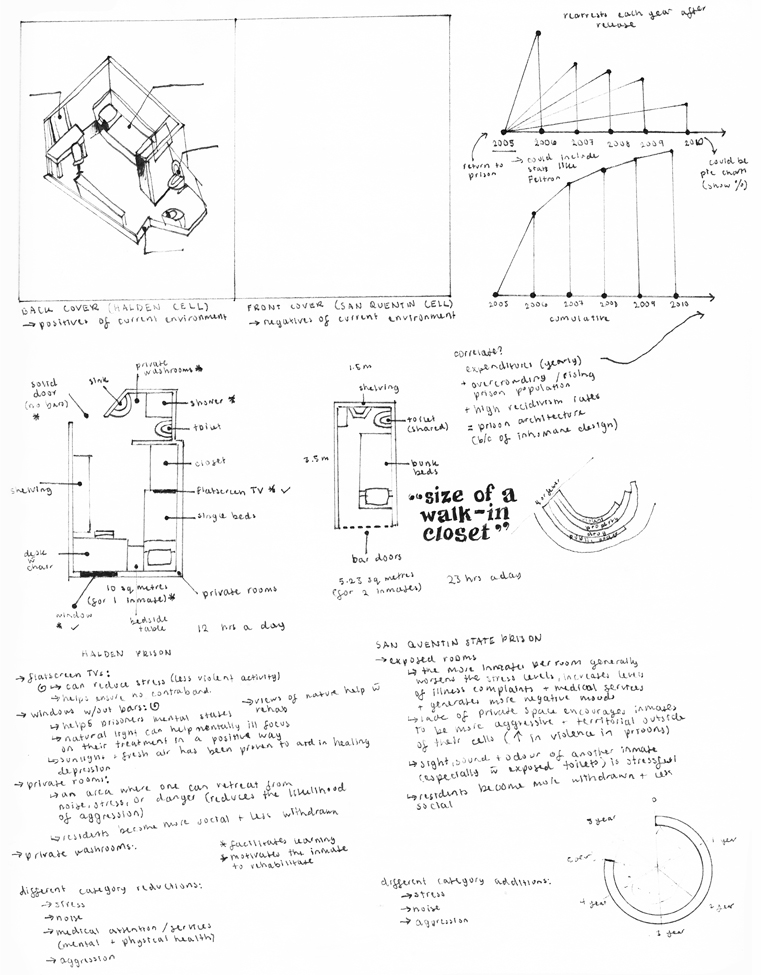 rearrests each year after
release
2005
2006
2007
2008
2009
2010
return to
prison
→ could include
stats like
Feltron
could be
pie chart
(show %)
2005
2006
2007
2008
2009
2010
cumulative
BACK COVER (HALDEN CELL)
→ positives of current environment
FRONT COVER (SAN QUENTIN CELL)
→ negatives of current environment
correlate?
expenditures (yearly)
+ overcrowding / rising
prison population
+ high recidivism rates
= prison architecture
(b/c of inhumane design)
solid
door
(no bars)
*
sink
private
washrooms *
shower *
toilet
closet
flatscreen TV * ✓
single beds
shelving
desk
w̄ chair
window
* ✓
10 sq metres
(for 1 inmate) *
bedside
table
private rooms
12 hrs a day
1.5m
shelving
toilet
(shared)
3.5m
bunk
beds
bar doors
5.23 sq metres
(for 2 inmates)
23 hrs a day
"size of a
walk-in
closet"
HALDEN PRISON
→ flatscreen TVs:
↳ can reduce stress (less violent activity)
↳ helps ensure no contraband
→ windows w/out bars:
→ views of nature help w̄
rehab
↳ helps prisoners mental states
↳ natural light can help mentally ill focus
on their treatment in a positive way
↳ sunlight + fresh air has been proven to aid in healing
depression
→ private rooms:
↳ an area where one can retreat from
noise, stress, or danger (reduces the likelihood
of aggression)
↳ residents become more social + less withdrawn
→ private washrooms:
* facilitates learning
* motivates the inmate
to rehabilitate
different category reductions:
→ stress
→ noise
→ medical attention / services
(mental + physical health)
→ aggression
SAN QUENTIN STATE PRISON
→ exposed rooms
↳ the more inmates per room generally
worsens the stress levels, increases levels
of illness complaints + medical services
+ generates more negative moods
↳ lack of private space encourages inmates
to be more aggressive + territorial outside
of their cells (↑ in violence in prisons)
↳ sight, sound + odour of another inmate
(especially w̄ exposed toilets) is stressful
↳ residents become more withdrawn + less
social
different category additions:
→ stress
→ noise
→ aggression
0
1 year
2 year
3 year
4 year
5 year